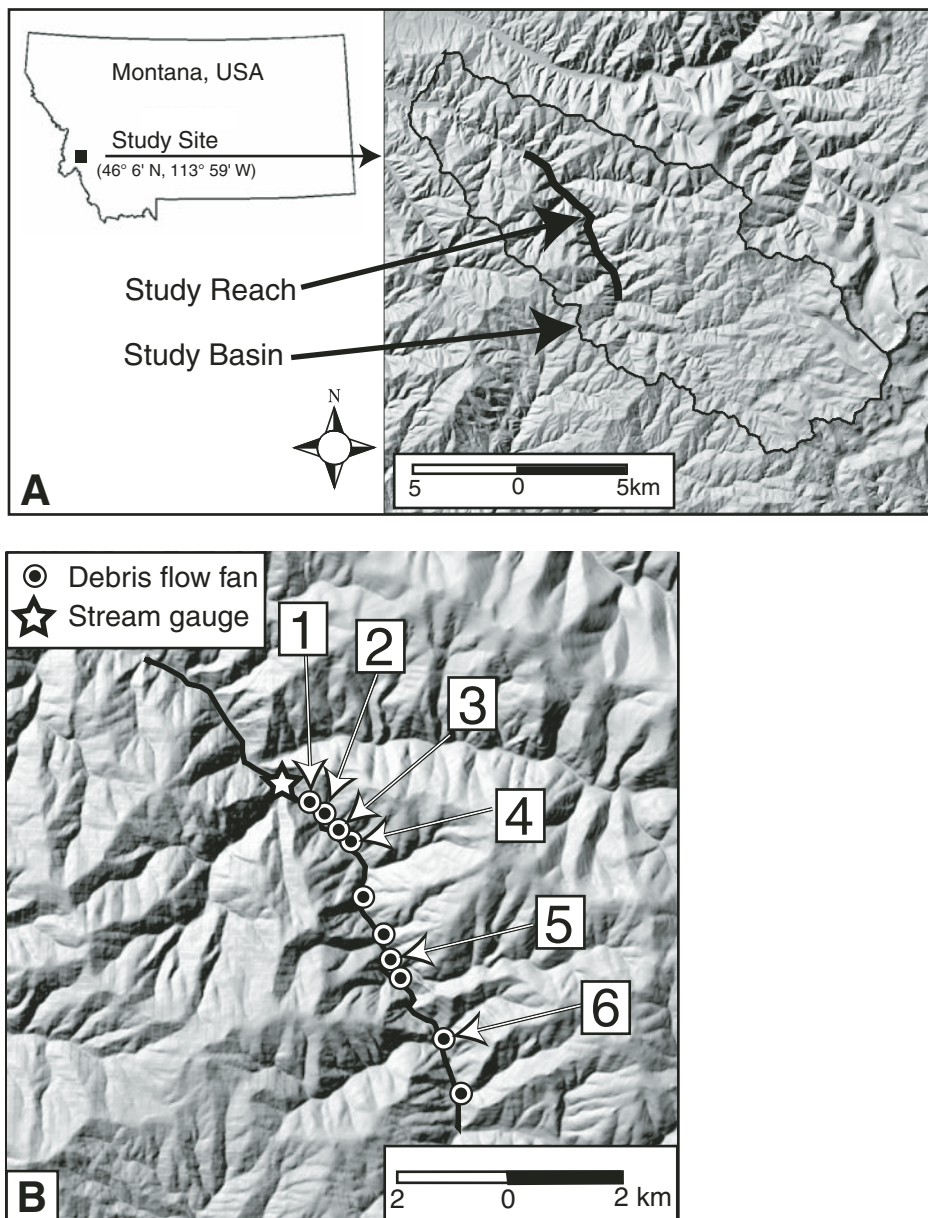 Montana, USA
Study Site
(46° 6' N, 113° 59' W)
Study Reach
Study Basin
N
A
5 0 5km
Debris flow fan
Stream gauge
1
2
3
4
5
6
B
2 0 2 km